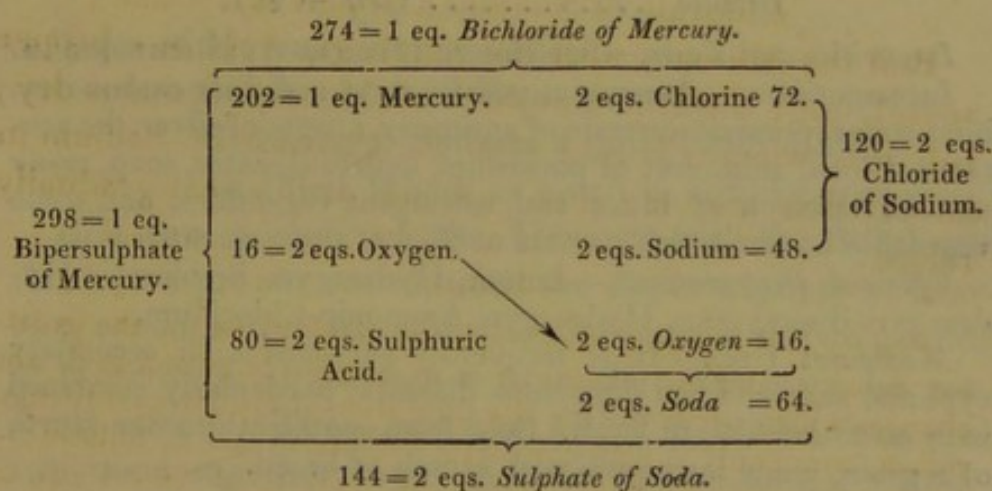 274=1 eq. Bichloride of Mercury.
202=1 eq. Mercury. 2 eqs. Chlorine 72.
120=2 eqs.
Chloride
of Sodium.
298=1 eq.
Bipersulphate
of Mercury.
16=2 eqs. Oxygen. 2 eqs. Sodium=48.
80=2 eqs. Sulphuric
Acid.
2 eqs. Oxygen=16.
2 eqs. Soda =64.
144=2 eqs. Sulphate of Soda.